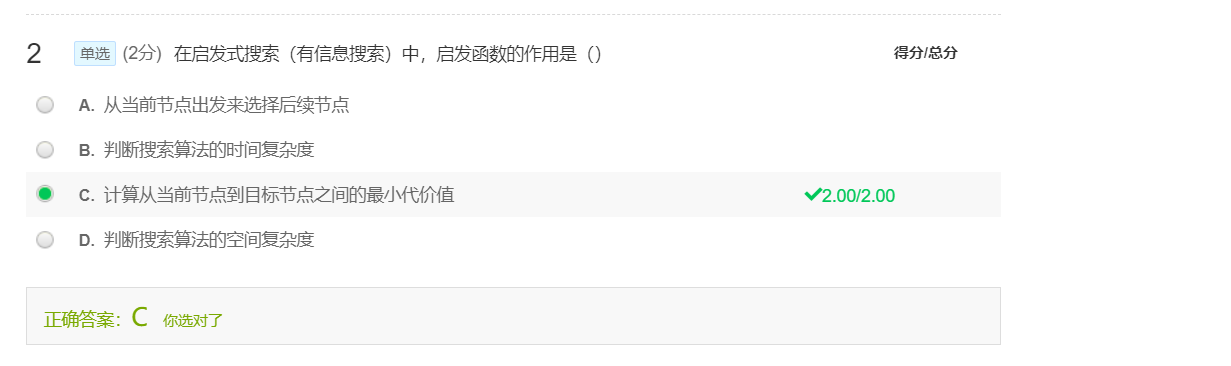 2 单选 (2分) 在启发式搜索（有信息搜索）中，启发函数的作用是（） 得分/总分
A. 从当前节点出发来选择后续节点
B. 判断搜索算法的时间复杂度
C. 计算从当前节点到目标节点之间的最小代价值 2.00/2.00
D. 判断搜索算法的空间复杂度
正确答案：C 你选对了